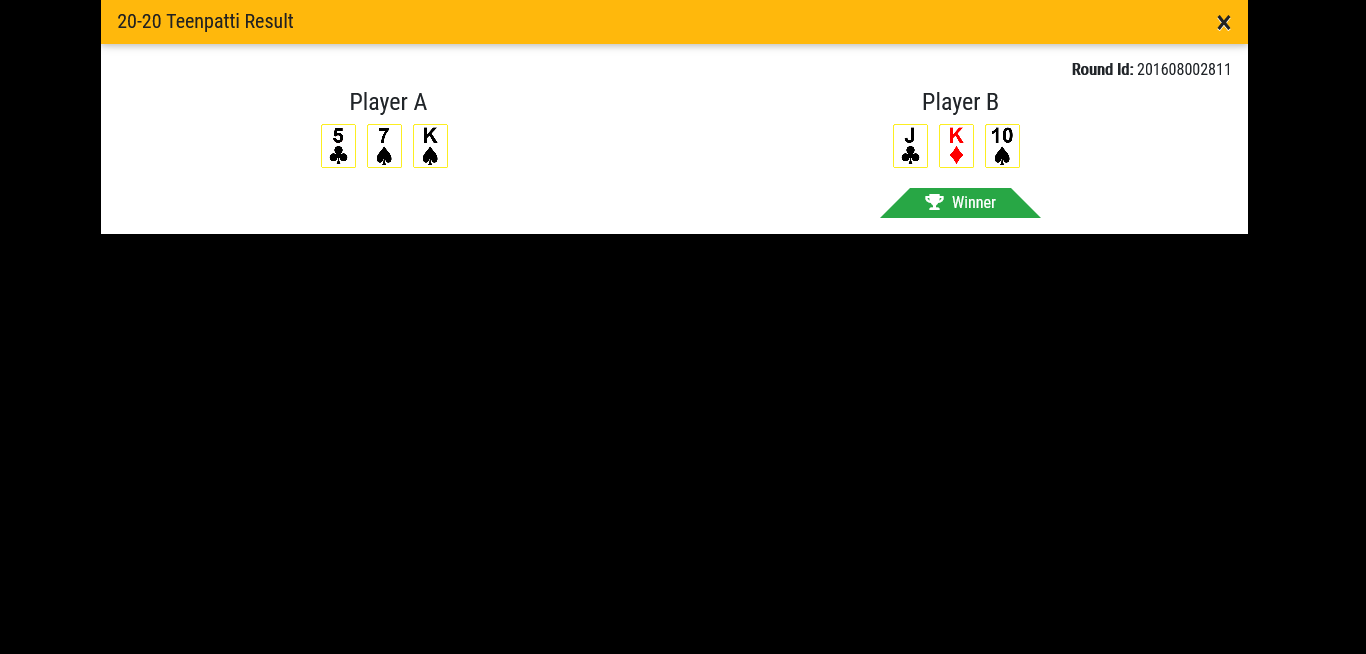 20-20 Teenpatti Result
Round Id: 201608002811
Player A
5 7 K
Player B
J K 10
Winner